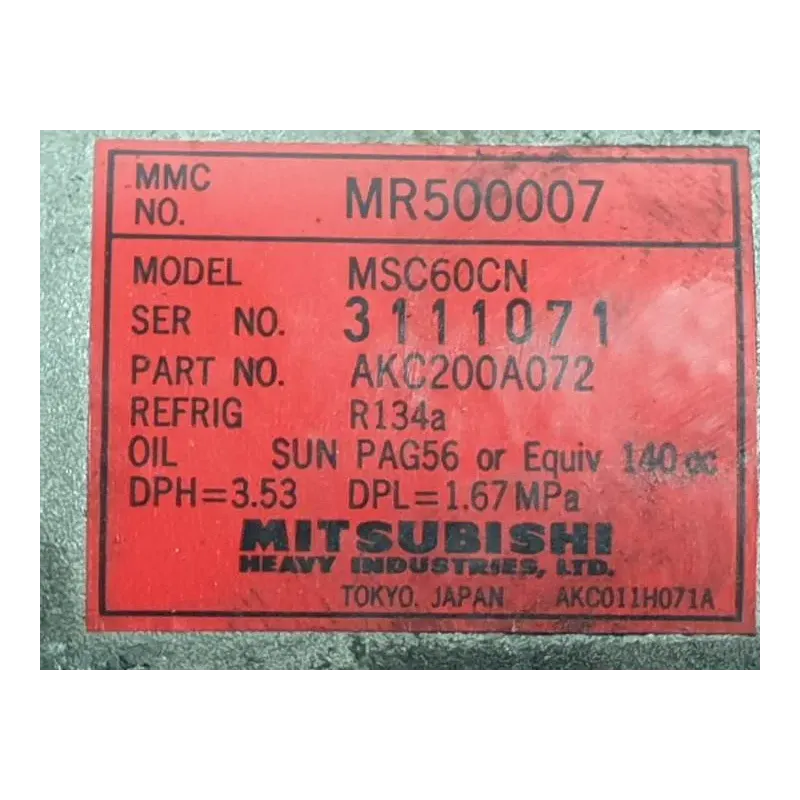 MMC
NO. MR500007
MODEL MSC60CN
SER NO. 3111071
PART NO. AKC200A072
REFRIG R134a
OIL SUN PAG56 or Equiv 140 cc
DPH=3.53 DPL=1.67MPa
MITSUBISHI
HEAVY INDUSTRIES, LTD.
TOKYO. JAPAN AKC011H071A